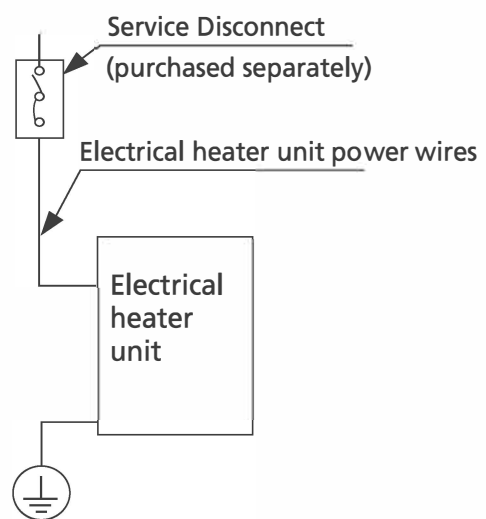 Service Disconnect
(purchased separately)
Electrical heater unit power wires
Electrical
heater
unit